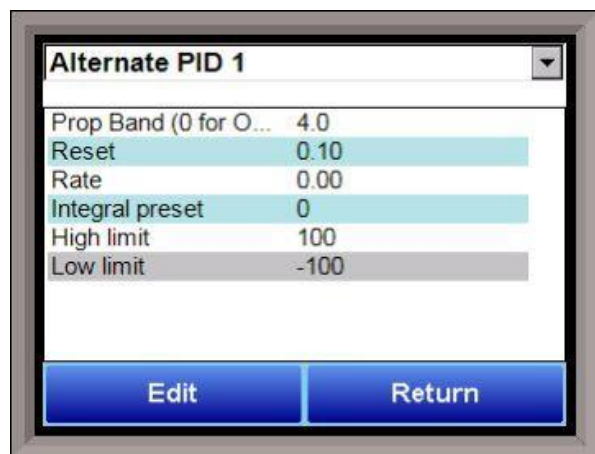 Alternate PID 1
Prop Band (0 for O... 4.0
Reset 0.10
Rate 0.00
Integral preset 0
High limit 100
Low limit -100
Edit Return